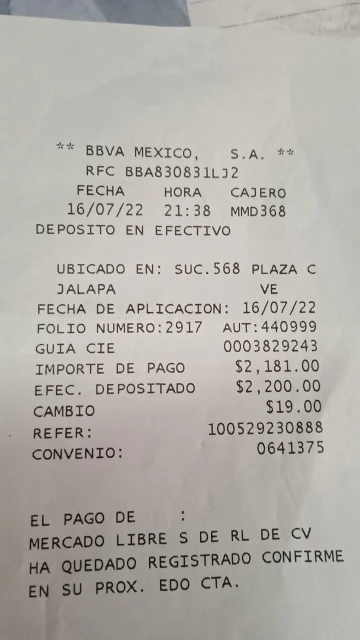 ** BBVA MEXICO, S.A. **
RFC BBA830831LJ2
FECHA HORA CAJERO
16/07/22 21:38 MMD368
DEPOSITO EN EFECTIVO
UBICADO EN: SUC.568 PLAZA C
JALAPA VE
FECHA DE APLICACION: 16/07/22
FOLIO NUMERO:2917 AUT:440999
GUIA CIE 0003829243
IMPORTE DE PAGO $2,181.00
EFEC. DEPOSITADO $2,200.00
CAMBIO $19.00
REFER: 100529230888
CONVENIO: 0641375
EL PAGO DE :
MERCADO LIBRE S DE RL DE CV
HA QUEDADO REGISTRADO CONFIRME
EN SU PROX. EDO CTA.